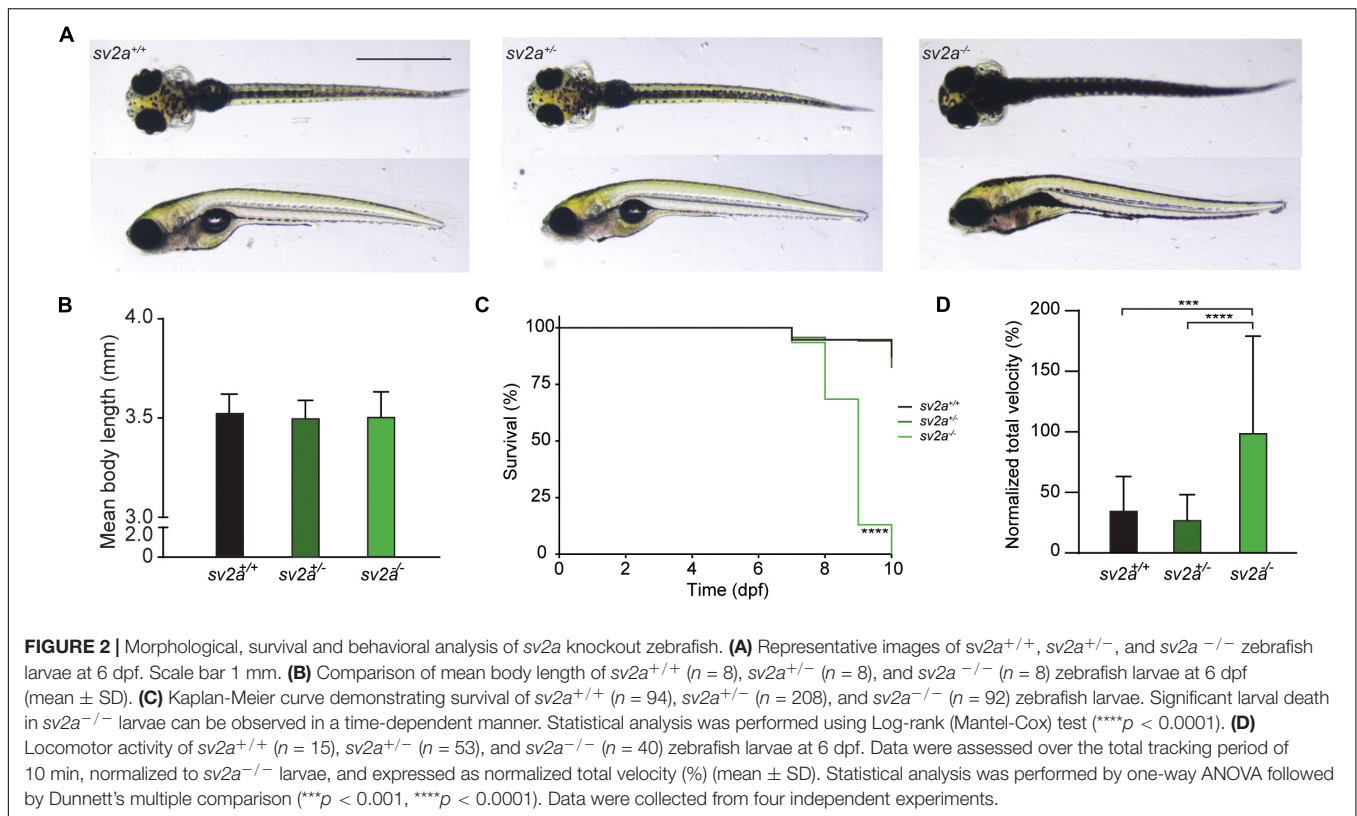 A
sv2a+/+
sv2a+/-
sv2a-/-
B
Mean body length (mm)
4.0
3.5
3.0
2.0
0
sv2a+/+
sv2a+/-
sv2a-/-
C
Survival (%)
100
75
50
25
0
0 2 4 6 8 10
Time (dpf)
sv2a+/+
sv2a+/-
sv2a-/-
****
D
Normalized total velocity (%)
200
150
100
50
0
***
****
sv2a+/+
sv2a+/-
sv2a-/-
FIGURE 2 | Morphological, survival and behavioral analysis of sv2a knockout zebrafish. (A) Representative images of sv2a+/+, sv2a+/−, and sv2a −/− zebrafish
larvae at 6 dpf. Scale bar 1 mm. (B) Comparison of mean body length of sv2a+/+ (n = 8), sv2a+/− (n = 8), and sv2a −/− (n = 8) zebrafish larvae at 6 dpf
(mean ± SD). (C) Kaplan-Meier curve demonstrating survival of sv2a+/+ (n = 94), sv2a+/− (n = 208), and sv2a−/− (n = 92) zebrafish larvae. Significant larval death
in sv2a−/− larvae can be observed in a time-dependent manner. Statistical analysis was performed using Log-rank (Mantel-Cox) test (****p < 0.0001). (D)
Locomotor activity of sv2a+/+ (n = 15), sv2a+/− (n = 53), and sv2a−/− (n = 40) zebrafish larvae at 6 dpf. Data were assessed over the total tracking period of
10 min, normalized to sv2a−/− larvae, and expressed as normalized total velocity (%) (mean ± SD). Statistical analysis was performed by one-way ANOVA followed
by Dunnett's multiple comparison (***p < 0.001, ****p < 0.0001). Data were collected from four independent experiments.